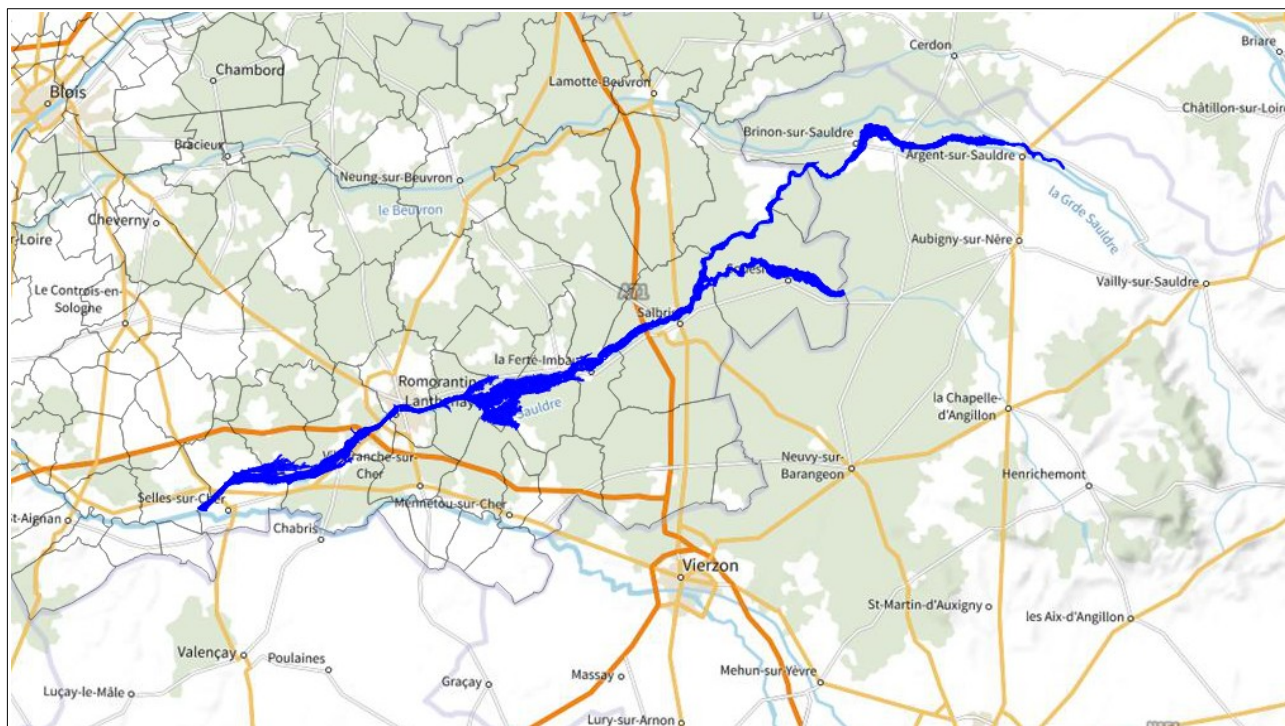 Cerdon
Briare
Chambord
Blois
Lamotte-Beuvron
Châtillon-sur-Loire
Brinon-sur-Sauldre
Bracieux
Argent-sur-Sauldre
Neung-sur-Beuvron
la Grde Sauldre
le Beuvron
Cheverny
Aubigny-sur-Nère
r-Loire
Vailly-sur-Sauldre
Le Controis-en-
Sologne
A71
Salbris
la Ferté-Imbau
Romorantin
Lanthenay
Sauldre
la Chapelle-
d'Angillon
Neuvy-sur-
Barangeon
Henrichemont
Cher
Selles-sur-Cher
Mennetou-sur-Cher
St-Aignan
Chabris
Vierzon
St-Martin-d'Auxigny
les Aix-d'Angillon
Valençay
Poulaines
Massay
Mehun-sur-Yèvre
Graçay
Luçay-le-Mâle
Lury-sur-Arnon